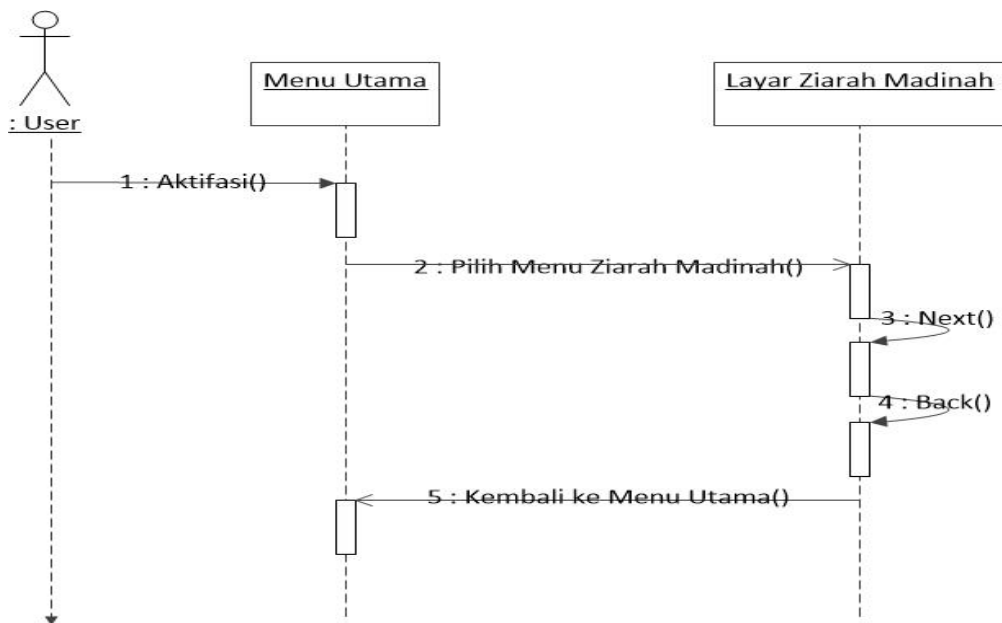 Menu Utama
Layar Ziarah Madinah
: User
1 : Aktifasi()
2 : Pilih Menu Ziarah Madinah()
3 : Next()
4 : Back()
5 : Kembali ke Menu Utama()